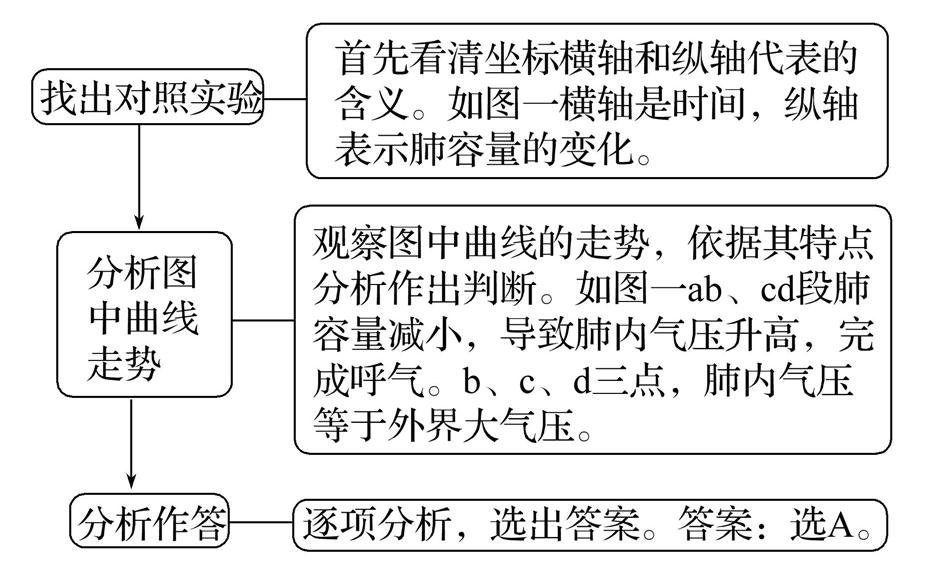 找出对照实验
首先看清坐标横轴和纵轴代表的
含义。如图一横轴是时间，纵轴
表示肺容量的变化。
分析图
中曲线
走势
观察图中曲线的走势，依据其特点
分析作出判断。如图一ab、cd段肺
容量减小，导致肺内气压升高，完
成呼气。b、c、d三点，肺内气压
等于外界大气压。
分析作答
逐项分析，选出答案。答案：选A。